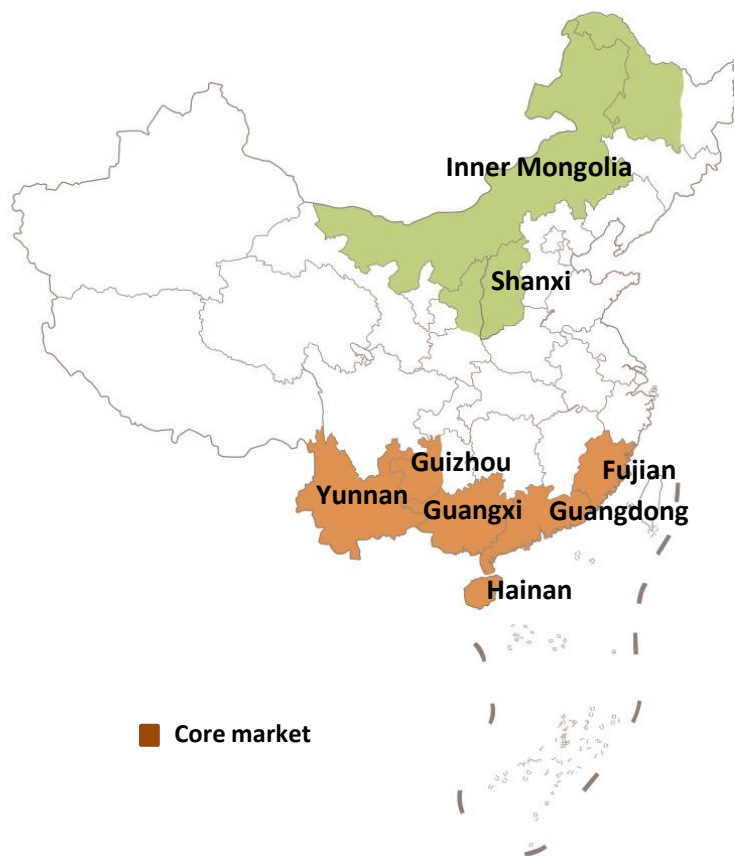 Inner Mongolia
Shanxi
Guizhou
Fujian
Yunnan
Guangxi
Guangdong
Hainan
Core market